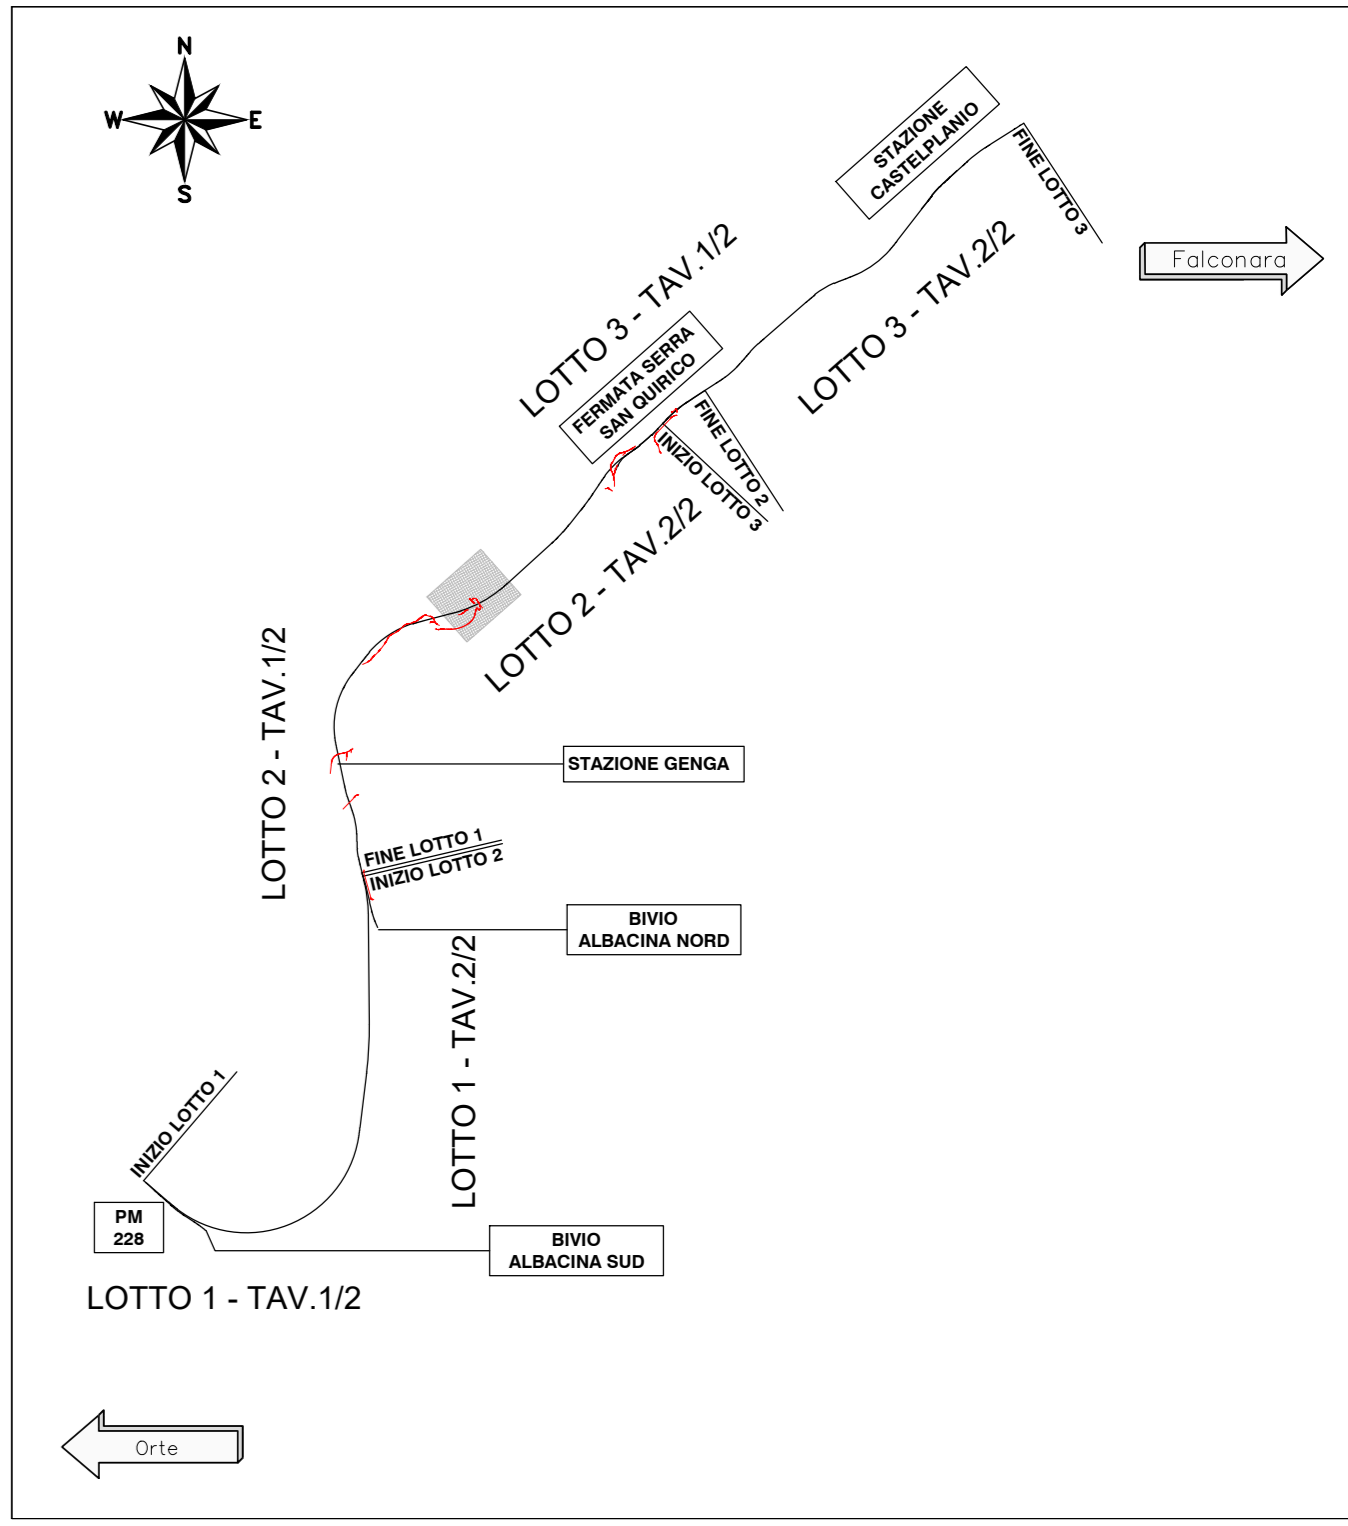 N
W
E
S
STAZIONE
CASTELPLANIO
FINE LOTTO 3
Falconara
LOTTO 3 - TAV.1/2
LOTTO 3 - TAV.2/2
FERMATA SERRA
SAN QUIRICO
FINE LOTTO 2
INIZIO LOTTO 3
LOTTO 2 - TAV.2/2
LOTTO 2 - TAV.1/2
STAZIONE GENGA
FINE LOTTO 1
INIZIO LOTTO 2
BIVIO
ALBACINA NORD
LOTTO 1 - TAV.2/2
INIZIO LOTTO 1
PM
228
BIVIO
ALBACINA SUD
LOTTO 1 - TAV.1/2
Orte